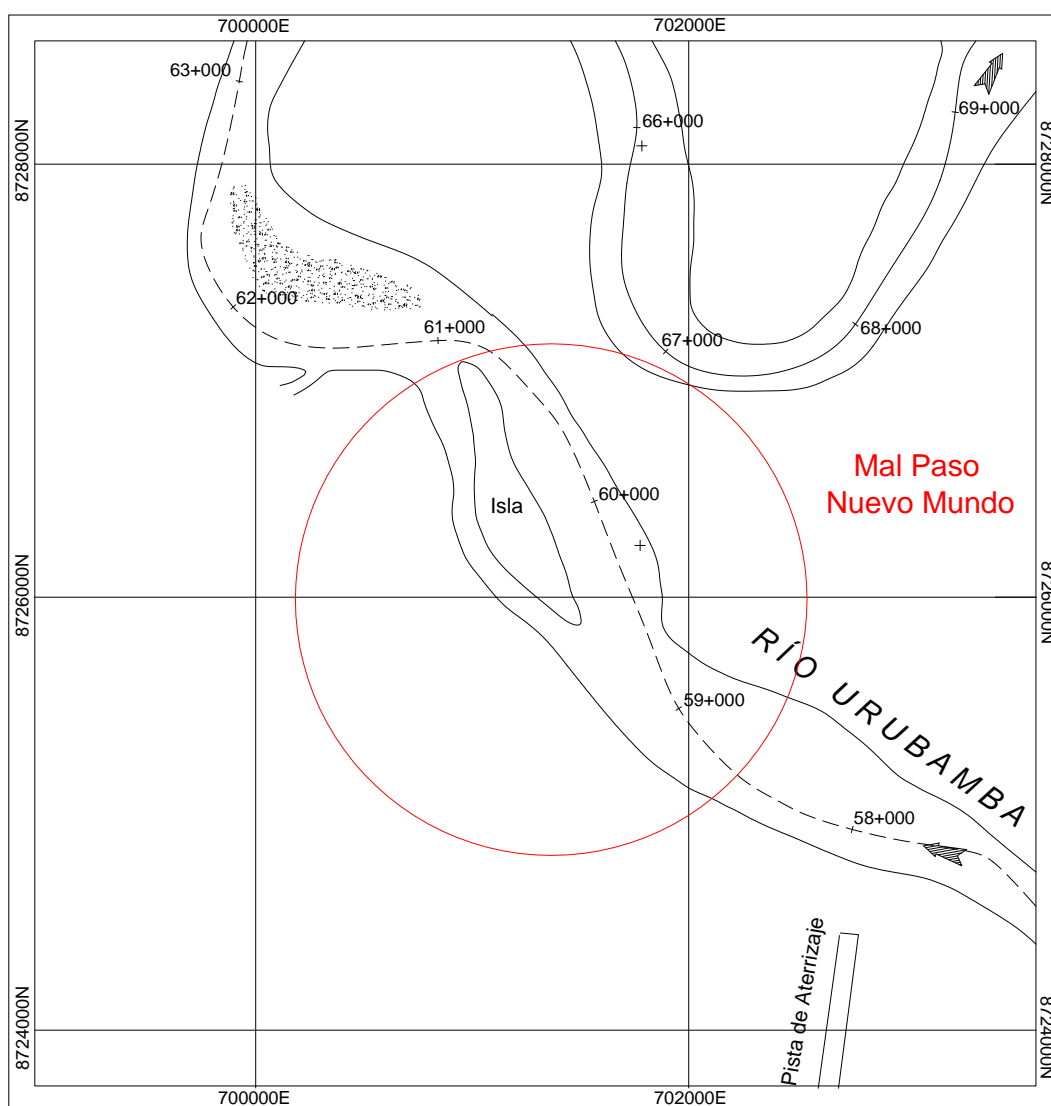 700000E
702000E
63+000
66+000
69+000
8728000N
8728000N
62+000
61+000
67+000
68+000
Mal Paso
Nuevo Mundo
60+000
Isla
8726000N
8726000N
RÍO URUBAMBA
59+000
58+000
Pista de Aterrizaje
8724000N
8724000N
700000E
702000E